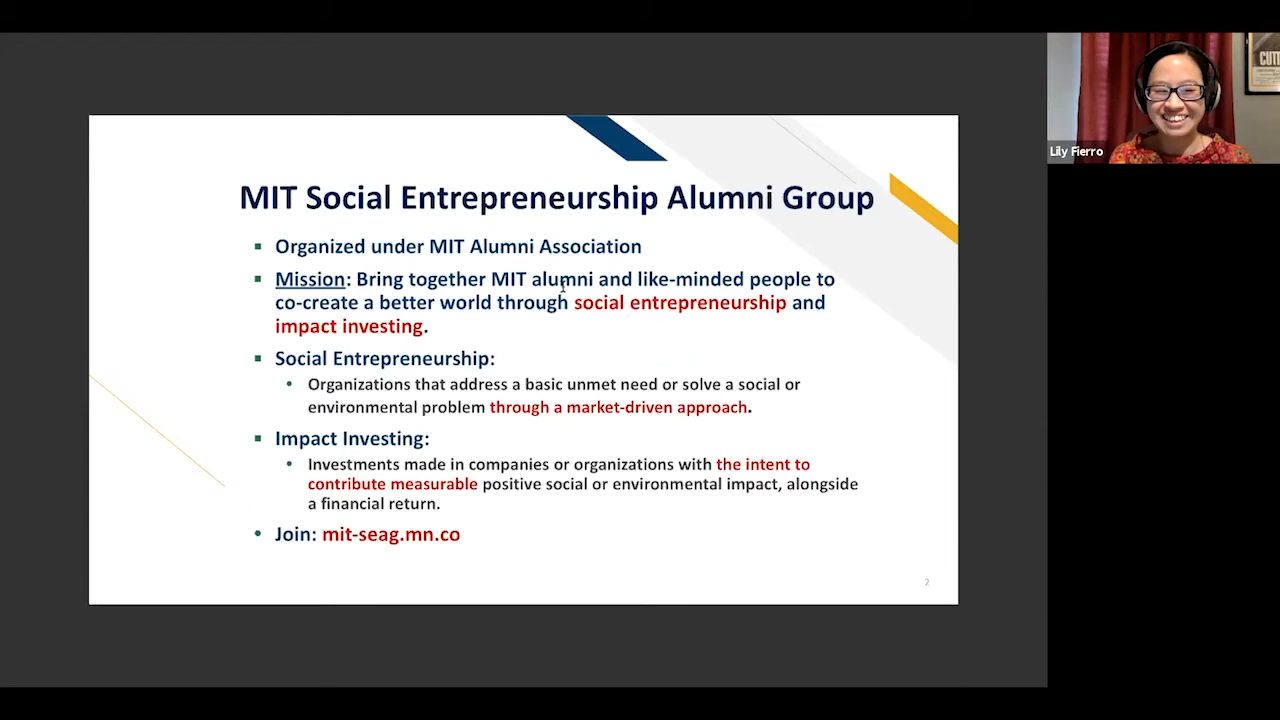 MIT Social Entrepreneurship Alumni Group
Organized under MIT Alumni Association
Mission: Bring together MIT alumni and like-minded people to
co-create a better world through social entrepreneurship and
impact investing.
Social Entrepreneurship:
Organizations that address a basic unmet need or solve a social or
environmental problem through a market-driven approach.
Impact Investing:
Investments made in companies or organizations with the intent to
contribute measurable positive social or environmental impact, alongside
a financial return.
Join: mit-seag.mn.co
2
Lily Fierro